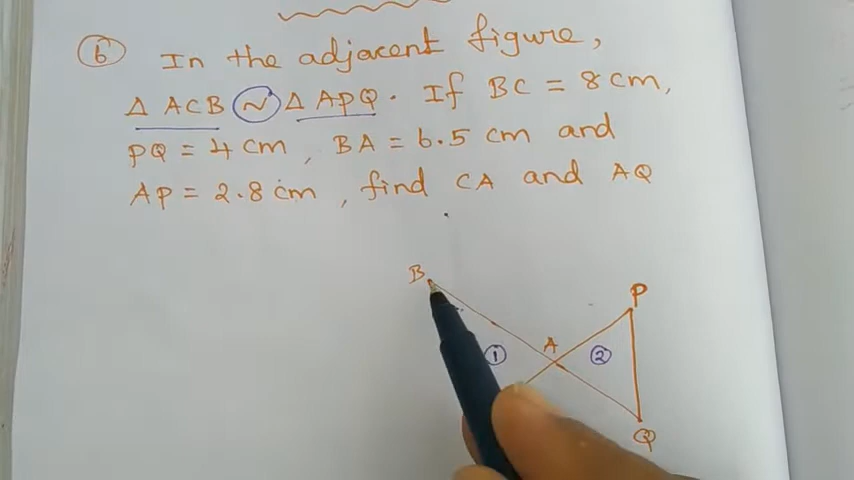 6 In the adjacent figure,
Δ ACB ~ Δ APQ. If BC = 8 cm,
PQ = 4 cm, BA = 6.5 cm and
AP = 2.8 cm, find CA and AQ
B
P
A
1
2
Q